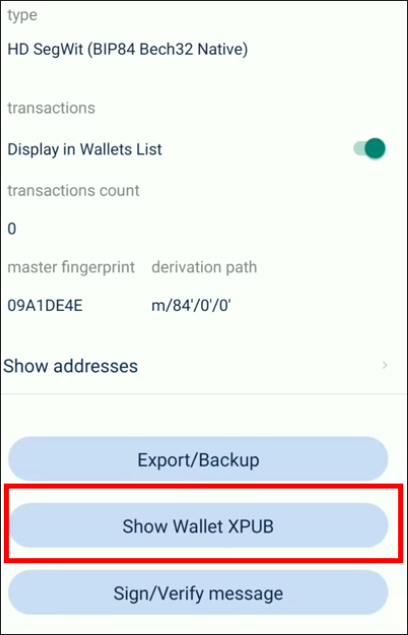 type
HD SegWit (BIP84 Bech32 Native)
transactions
Display in Wallets List
transactions count
0
master fingerprint derivation path
09A1DE4E m/84'/0'/0'
Show addresses
Export/Backup
Show Wallet XPUB
Sign/Verify message